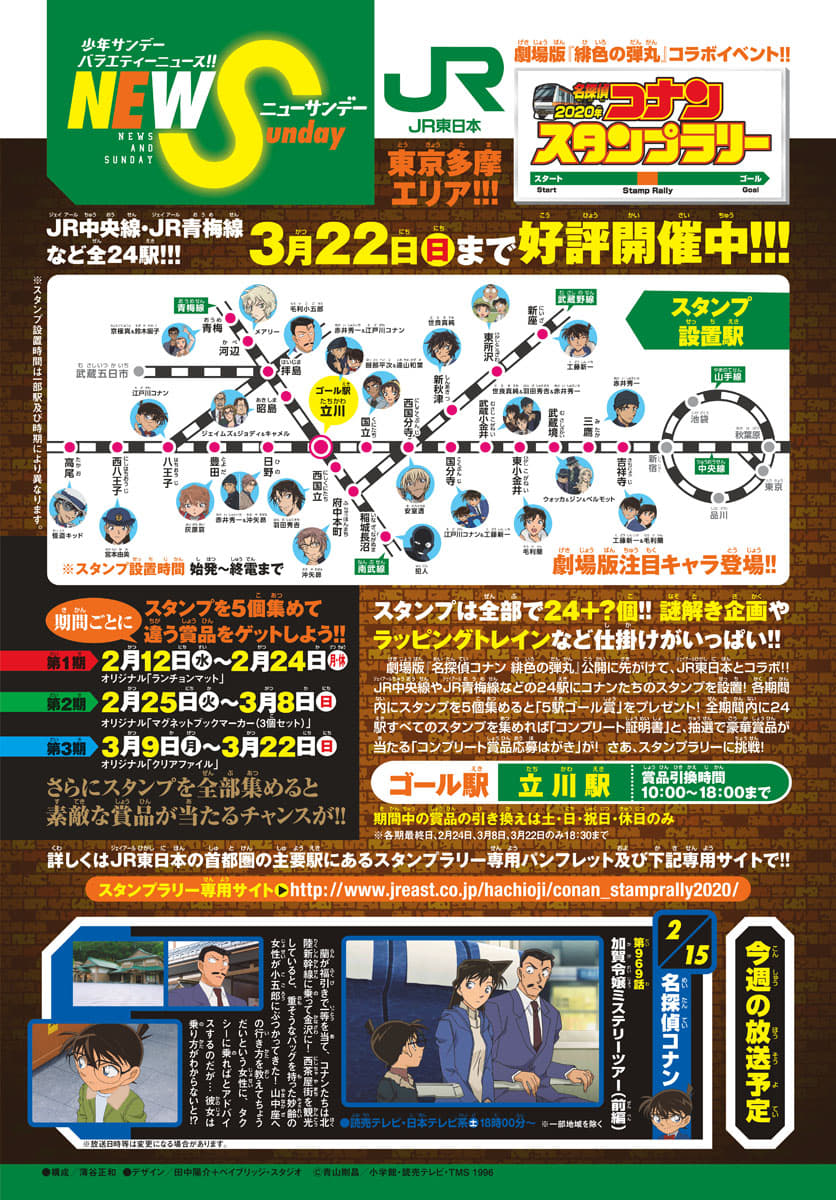 少年サンデー
バラエティーニュース!!
NEWSunday
ニューサンデー
NEWS
AND
SUNDAY
JR
JR東日本
東京多摩
エリア!!!
劇場版『緋色の弾丸』コラボイベント!!
名探偵コナン
2020年
スタンプラリー
スタート
Start
Stamp Rally
ゴール
Goal
JR中央線・JR青梅線
など全24駅!!!
3月22日日まで好評開催中!!!
※スタンプ設置時間は一部駅及び時期により異なります。
スタンプ
設置駅
青梅線
青梅
河辺
拝島
昭島
武蔵五日市
京極真&鈴木園子
メアリー
毛利小五郎
赤井秀一&江戸川コナン
服部平次&遠山和葉
世良真純
江戸川コナン
ジェイムズ&ジョディ&キャメル
ゴール駅
立川
武蔵野線
新座
東所沢
新秋津
工藤新一
世良真純&羽田秀吉&赤井秀一
赤井秀一
山手線
池袋
秋葉原
中央線
東京
品川
新宿
高尾
西八王子
八王子
豊田
日野
国立
西国分寺
国分寺
武蔵小金井
東小金井
武蔵境
三鷹
吉祥寺
西国立
府中本町
稲城長沼
南武線
怪盗キッド
宮本由美
灰原哀
赤井秀一&沖矢昴
羽田秀吉
沖矢昴
安室透
犯人
江戸川コナン&工藤新一
毛利蘭
ウォッカ&ジン&ベルモット
工藤新一&毛利蘭
※スタンプ設置時間 始発〜終電まで
劇場版注目キャラ登場!!
期間ごとに
スタンプを5個集めて
違う賞品をゲットしよう!!
第1期 2月12日水〜2月24日月・休
オリジナル「ランチョンマット」
第2期 2月25日火〜3月8日日
オリジナル「マグネットブックマーカー(3個セット)」
第3期 3月9日月〜3月22日日
オリジナル「クリアファイル」
さらにスタンプを全部集めると
素敵な賞品が当たるチャンスが!!
スタンプは全部で24+?個!! 謎解き企画や
ラッピングトレインなど仕掛けがいっぱい!!
劇場版『名探偵コナン 緋色の弾丸』公開に先がけて、JR東日本とコラボ!!
JR中央線やJR青梅線などの24駅にコナンたちのスタンプを設置! 各期間
内にスタンプを5個集めると「5駅ゴール賞」をプレゼント! 全期間内に24
駅すべてのスタンプを集めれば「コンプリート証明書」と、抽選で豪華賞品が
当たる「コンプリート賞品応募はがき」が! さあ、スタンプラリーに挑戦!
ゴール駅 立川駅 賞品引換時間
10:00〜18:00まで
期間中の賞品の引き換えは土・日・祝日・休日のみ
※各期最終日、2月24日、3月8日、3月22日のみ18:30まで
詳しくはJR東日本の首都圏の主要駅にあるスタンプラリー専用パンフレット及び下記専用サイトで!!
スタンプラリー専用サイト▶http://www.jreast.co.jp/hachioji/conan_stamprally2020/
今週の放送予定
2/15
名探偵コナン
第969話
加賀令嬢ミステリーツアー(前編)
●読売テレビ・日本テレビ系土18時00分〜
※一部地域を除く
蘭が福引きで一等を当て、コナンたちは北
陸新幹線に乗って金沢に! 西茶屋街を観光
していると、重そうなバッグを持った妙齢の
女性が小五郎にぶつかってきた! 山中座へ
の行き方を教えてちょう
だいという女性に、タク
シーに乗ればとアドバイ
スするのだが…彼女は
乗り方がわからないと!?
※放送日時等は変更になる場合があります。
●構成/薄谷正和 ●デザイン/田中陽介+ベイブリッジ・スタジオ ©青山剛昌/小学館・読売テレビ・TMS 1996